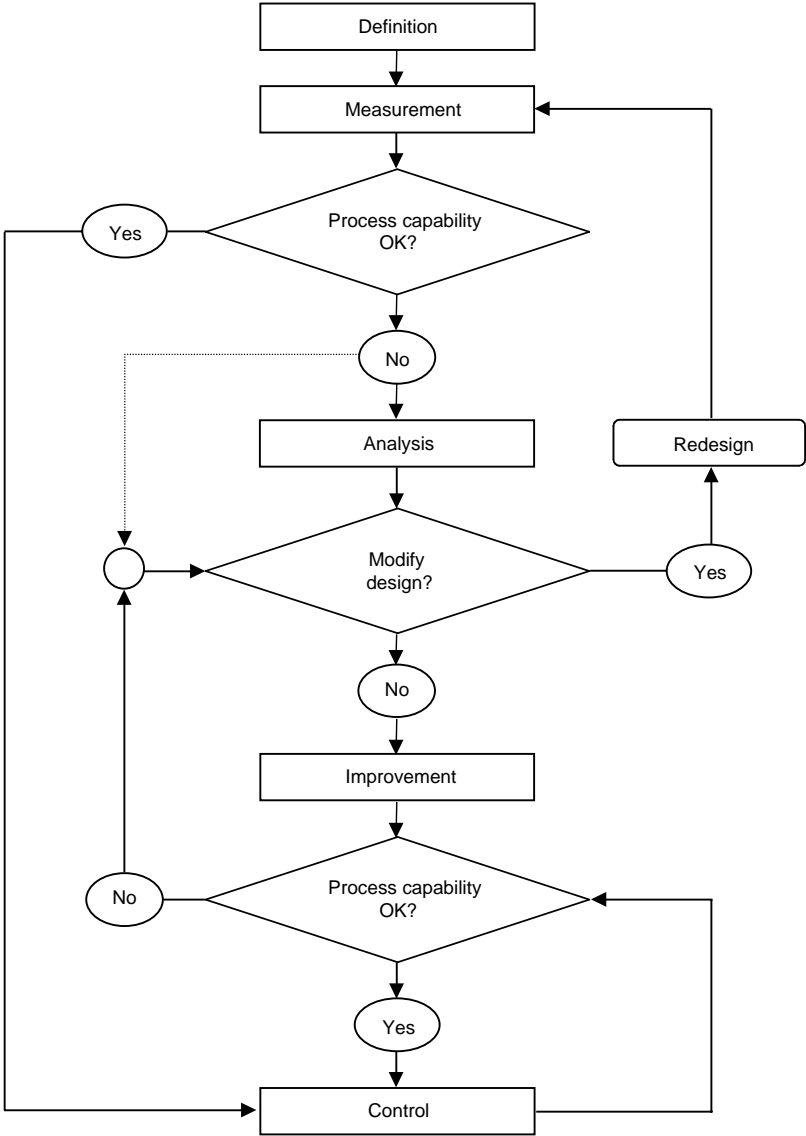 Definition
Measurement
Process capability
OK?
Yes
No
Analysis
Redesign
Modify
design?
Yes
No
Improvement
Process capability
OK?
No
Yes
Control